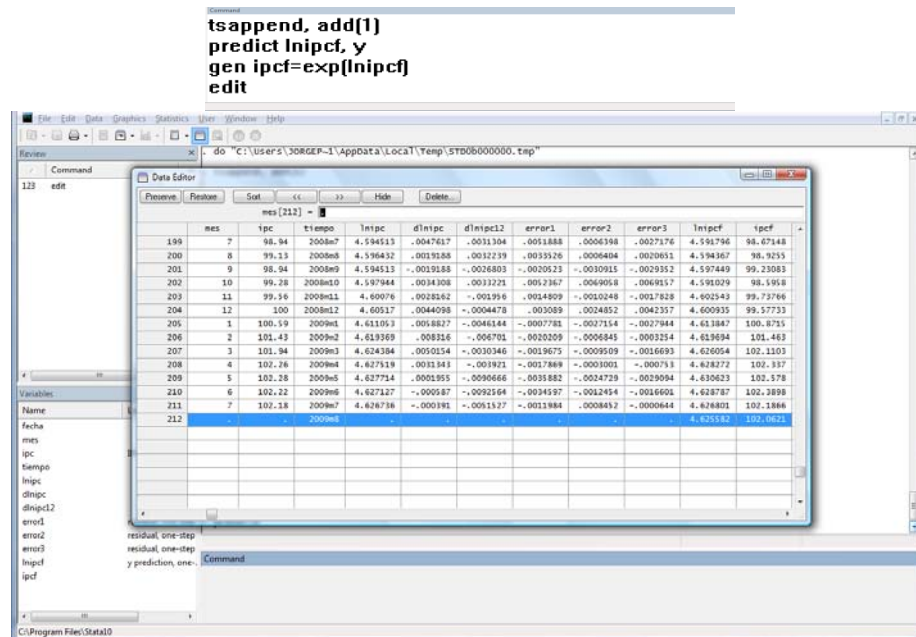 Command
tsappend, add(1)
predict lnipcf, y
gen ipcf=exp(lnipcf)
edit
File Edit Data Graphics Statistics User Window Help
Review
Command
123 edit
. do "C:\Users\JORGEP~1\AppData\Local\Temp\STD0b000000.tmp"
Data Editor
Preserve Restore Sort << >> Hide Delete...
mes[212] = .
mes ipc tiempo lnipc dlnipc dlnipc12 error1 error2 error3 lnipcf ipcf
199 7 98.94 2008m7 4.594513 .0047617 .0031304 .0051888 .0006398 .0027176 4.591796 98.67148
200 8 99.13 2008m8 4.596432 .0019188 .0032239 .0033526 .0006404 .0020651 4.594367 98.9255
201 9 98.94 2008m9 4.594513 -.0019188 -.0026803 -.0020523 -.0030915 -.0029352 4.597449 99.23083
202 10 99.28 2008m10 4.597944 .0034308 .0033221 .0052367 .0069058 .0069157 4.591029 98.5958
203 11 99.56 2008m11 4.60076 .0028162 -.001956 .0014809 -.0010248 -.0017828 4.602543 99.73766
204 12 100 2008m12 4.60517 .0044098 -.0004478 .003089 .0024852 .0042357 4.600935 99.57733
205 1 100.59 2009m1 4.611053 .0058827 -.0046144 -.0007781 -.0027154 -.0027944 4.613847 100.8715
206 2 101.43 2009m2 4.619369 .008316 -.006701 -.0020209 -.0006845 -.0003254 4.619694 101.463
207 3 101.94 2009m3 4.624384 .0050154 -.0030346 -.0019675 -.0009509 -.0016693 4.626054 102.1103
208 4 102.26 2009m4 4.627519 .0031343 -.003921 -.0017869 -.0003001 -.000753 4.628272 102.337
209 5 102.28 2009m5 4.627714 .0001955 -.0090666 -.0035882 -.0024729 -.0029094 4.630623 102.578
210 6 102.22 2009m6 4.627127 -.000587 -.0092564 -.0034597 -.0012454 -.0016601 4.628787 102.3898
211 7 102.18 2009m7 4.626736 -.000391 -.0051527 -.0011984 .0008452 -.0000644 4.626801 102.1866
212 . . 2009m8 . . . . . . 4.625582 102.0621
Variables
Name
fecha
mes
ipc
tiempo
lnipc
dlnipc
dlnipc12
error1
error2 residual, one-step
error3 residual, one-step
lnipcf y prediction, one-.
ipcf
Command
C:\Program Files\Stata10